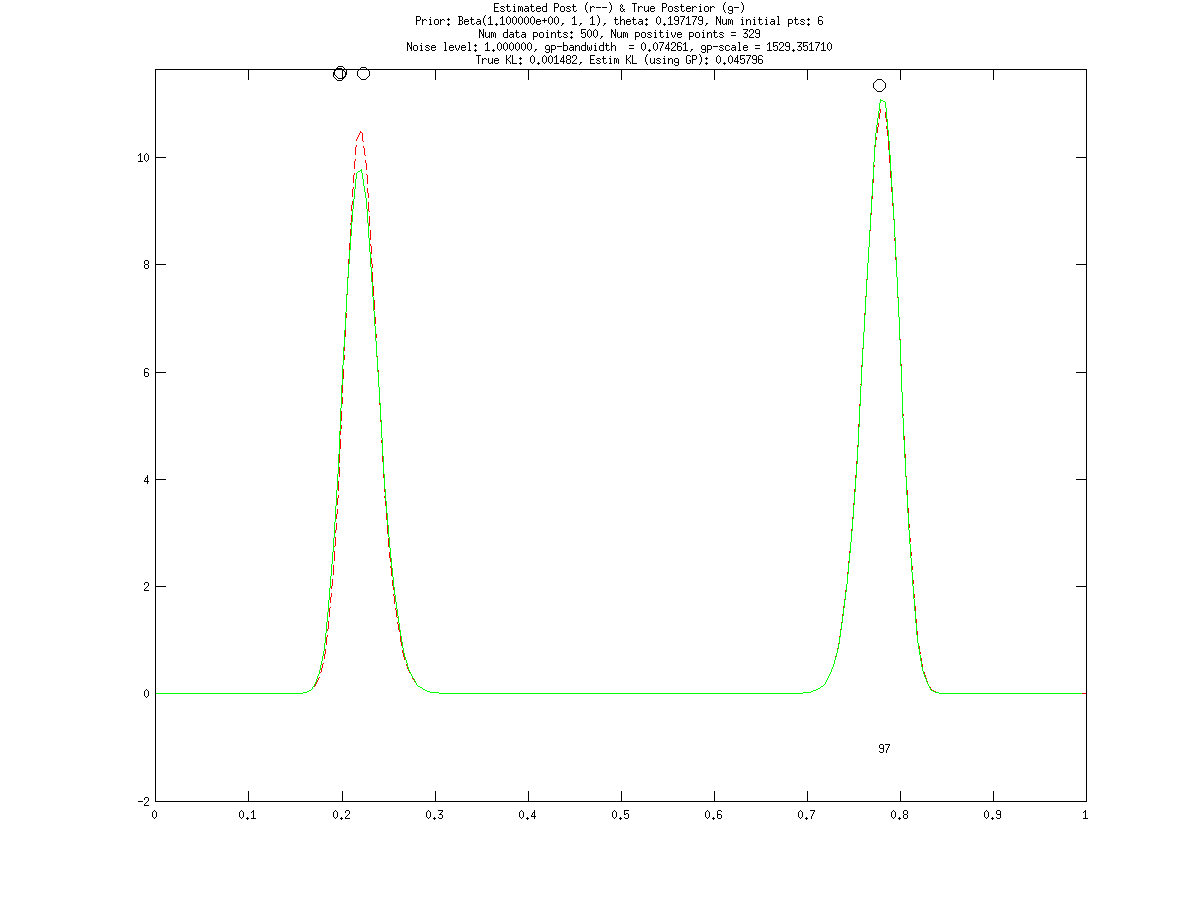 Estimated Post (r--) & True Posterior (g-)
Prior: Beta(1.100000e+00, 1, 1), theta: 0.197179, Num initial pts: 6
Num data points: 500, Num positive points = 329
Noise level: 1.000000, gp-bandwidth  = 0.074261, gp-scale = 1529.351710
True KL: 0.001482, Estim KL (using GP): 0.045796
10
8
6
4
2
0
97
-2
0 0.1 0.2 0.3 0.4 0.5 0.6 0.7 0.8 0.9 1